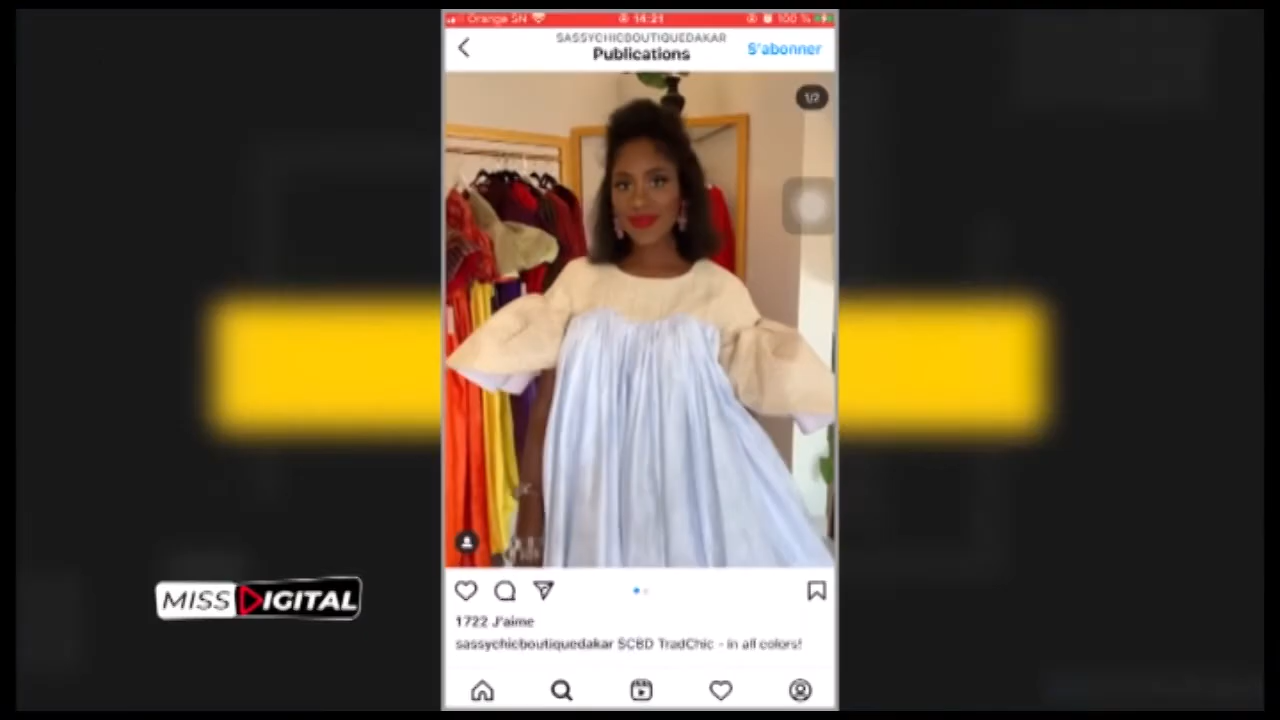 Orange SN 14:21 100 %
SASSYCHICBOUTIQUEDAKAR
Publications
S'abonner
1/2
MISS DIGITAL
1722 J'aime
sassychicboutiquedakar SCBD TradChic - in all colors!